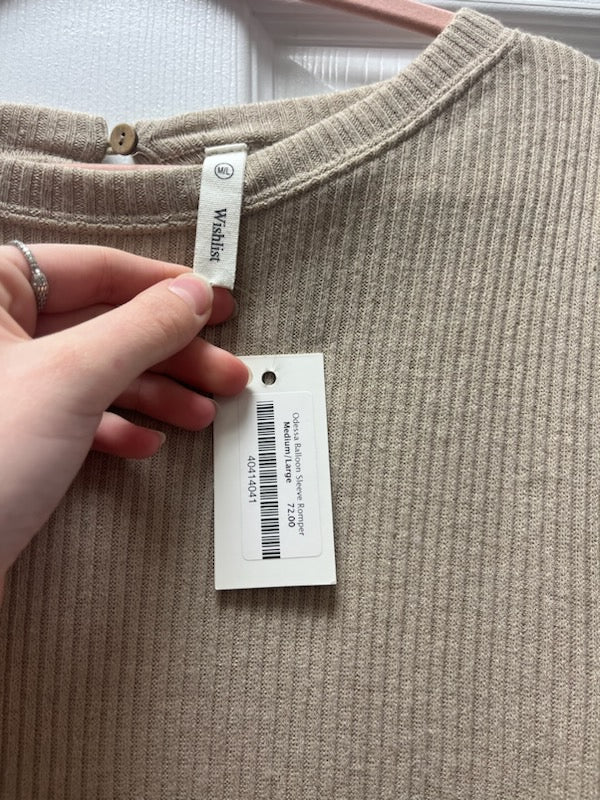 M/L
Wishlist
Odessa Balloon Sleeve Romper
Medium/Large 72.00
40414041